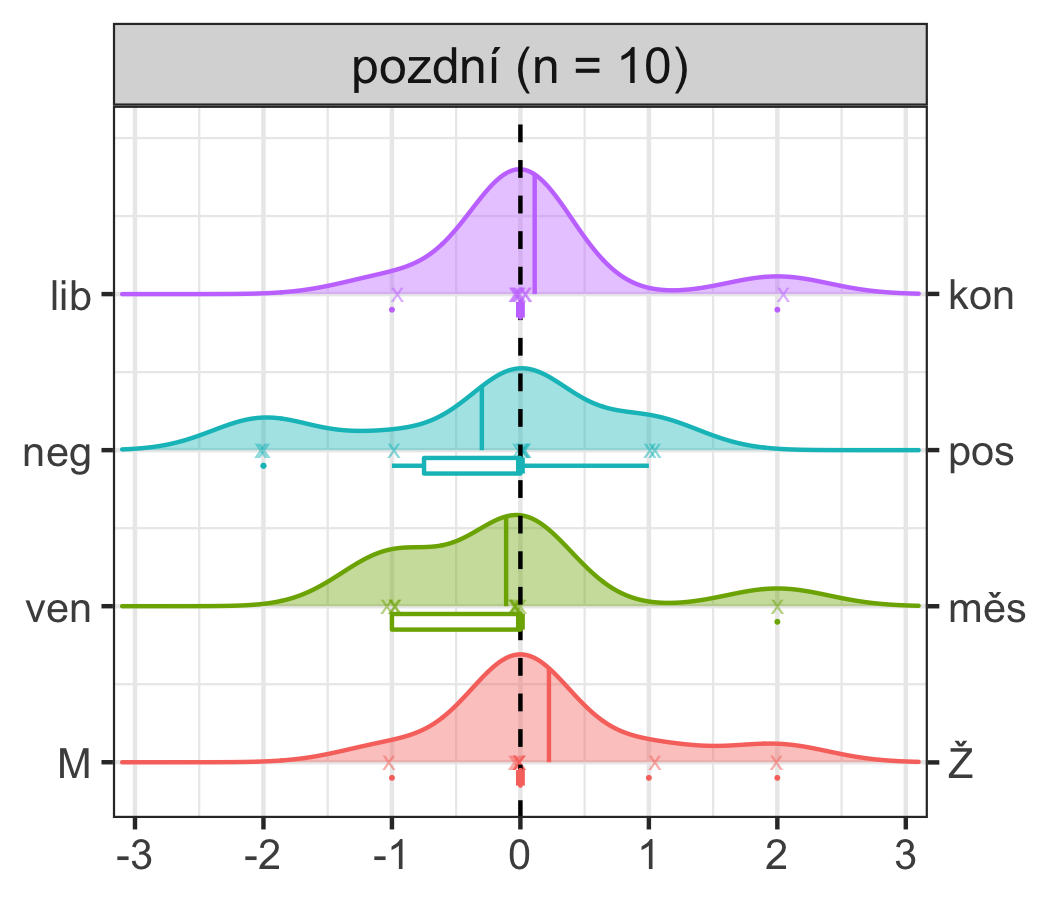 pozdní (n = 10)
lib kon
neg pos
ven měs
M Ž
-3 -2 -1 0 1 2 3